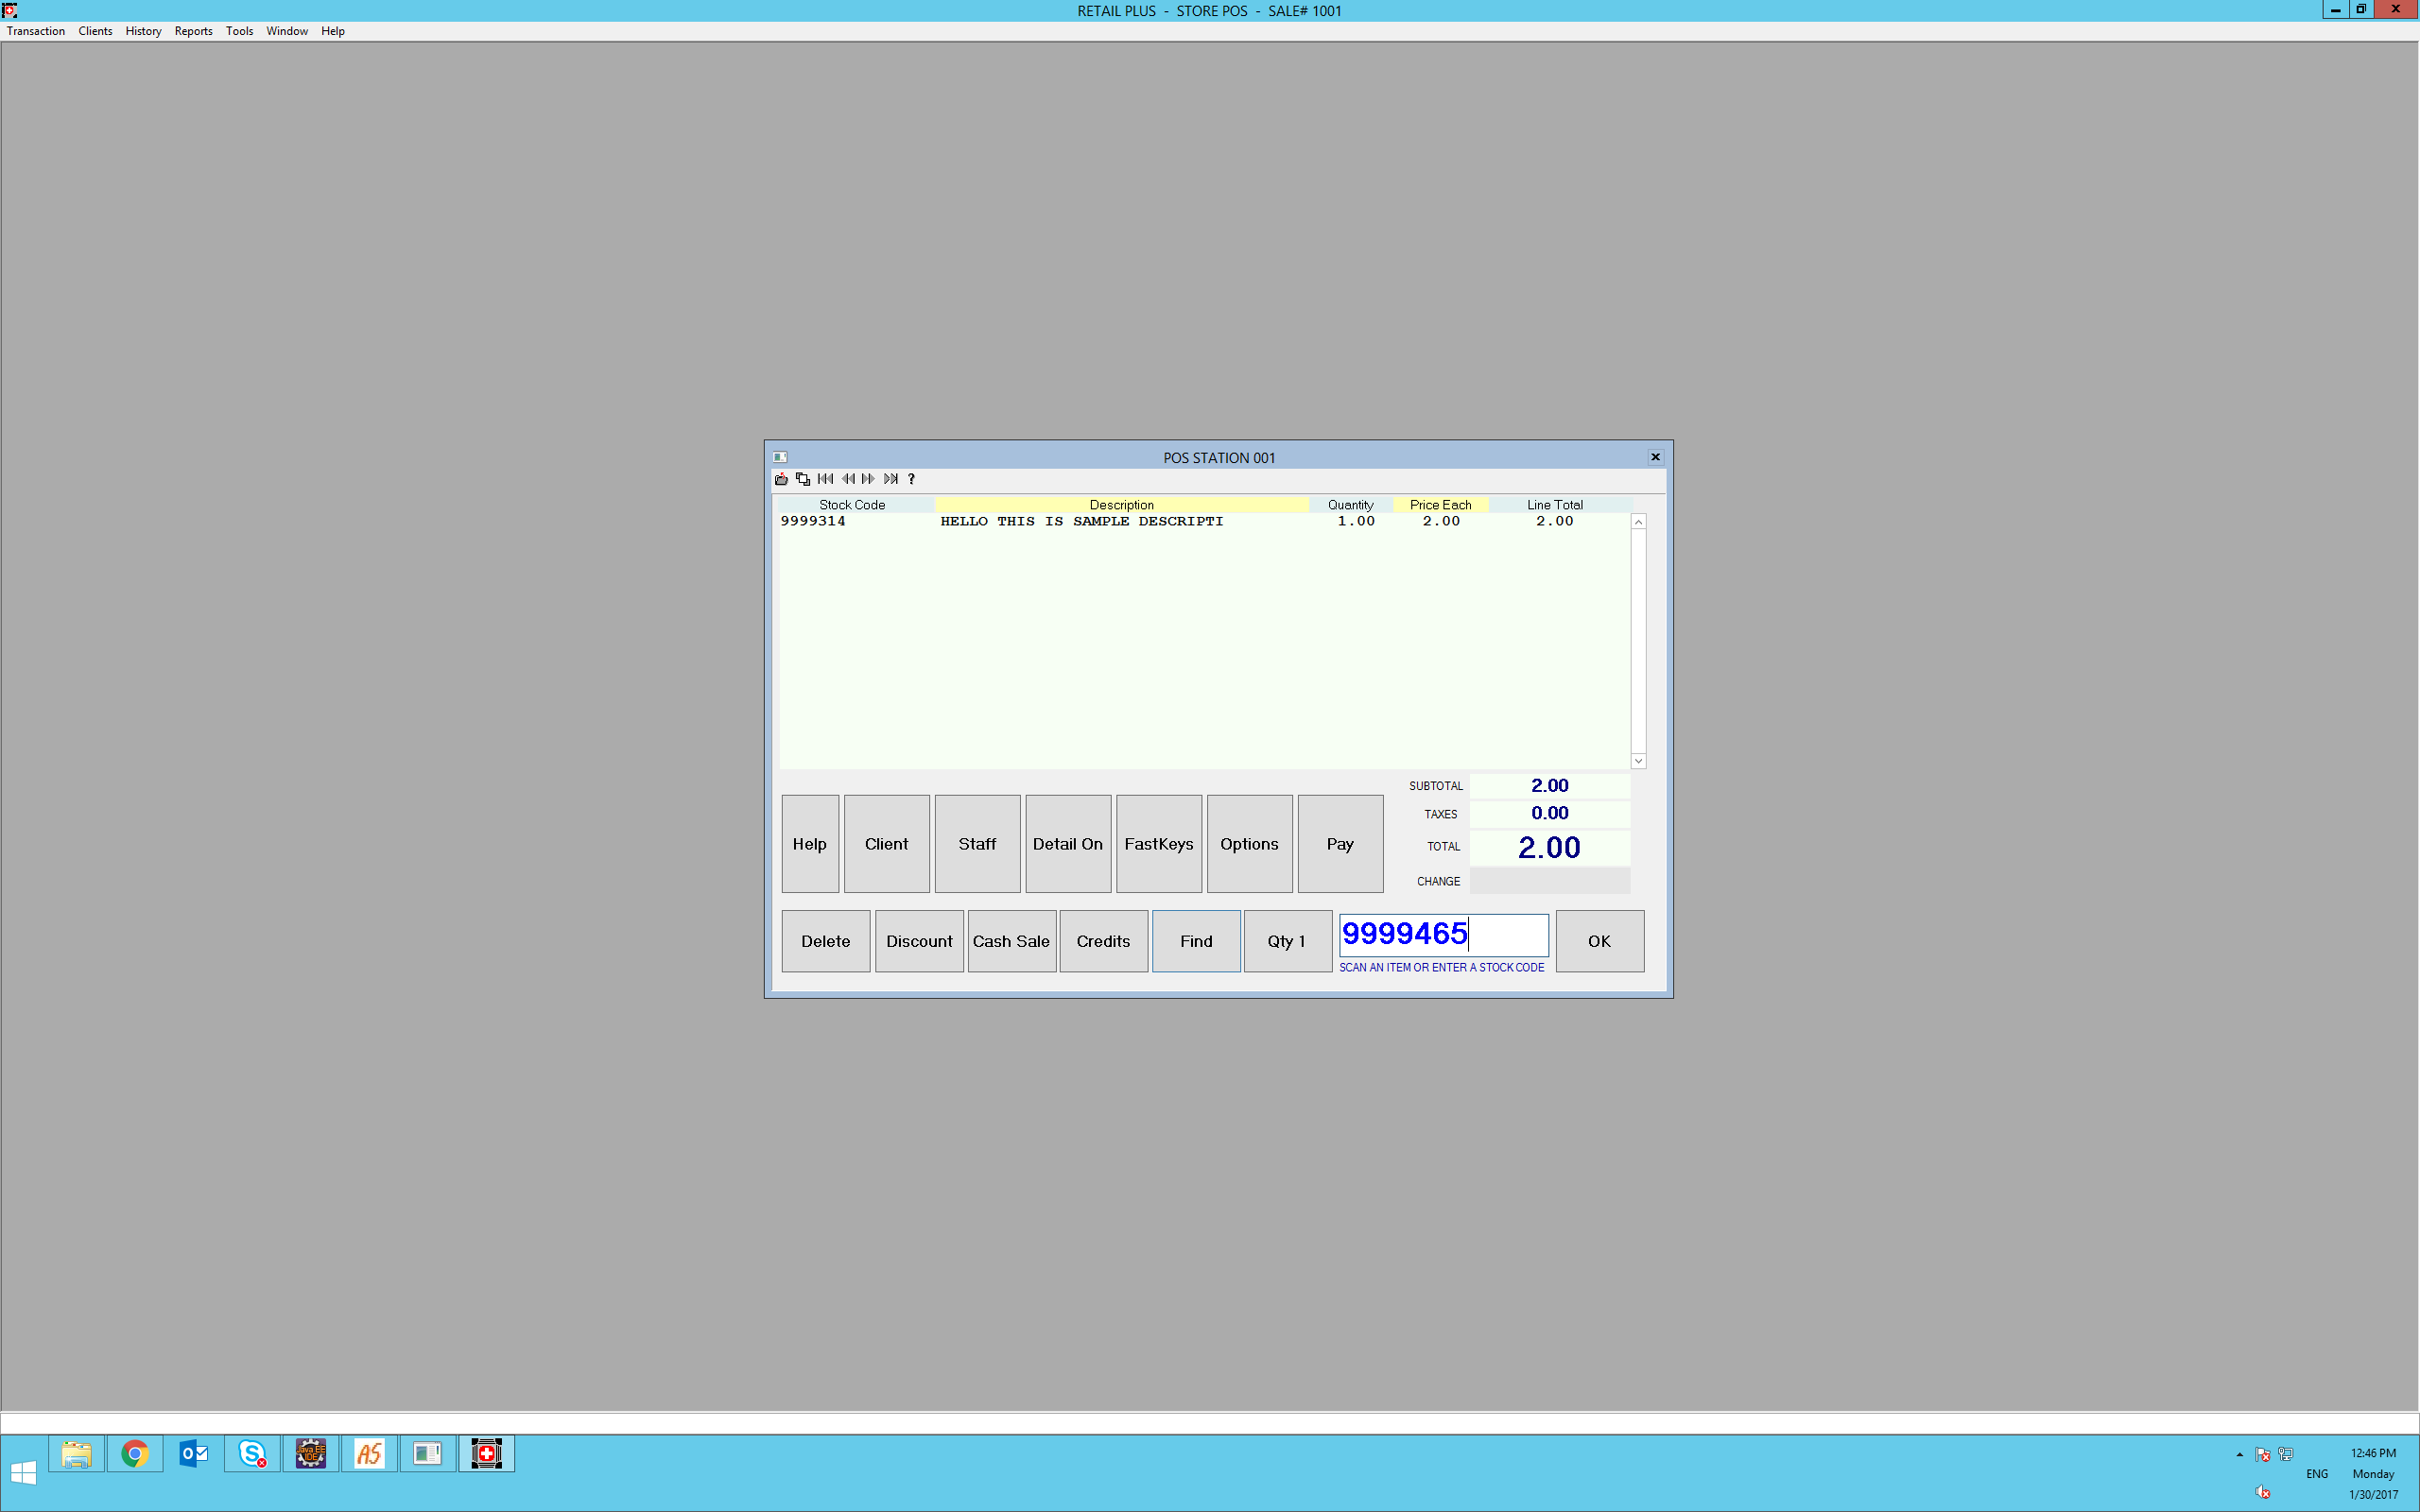 RETAIL PLUS - STORE POS - SALE# 1001
Transaction Clients History Reports Tools Window Help
POS STATION 001
?
Stock Code Description Quantity Price Each Line Total
9999314 HELLO THIS IS SAMPLE DESCRIPTI 1.00 2.00 2.00
SUBTOTAL 2.00
TAXES 0.00
TOTAL 2.00
CHANGE
Help Client Staff Detail On FastKeys Options Pay
Delete Discount Cash Sale Credits Find Qty 1 9999465 OK
SCAN AN ITEM OR ENTER A STOCK CODE
Java EE
IDE
AS
12:46 PM
ENG Monday
1/30/2017